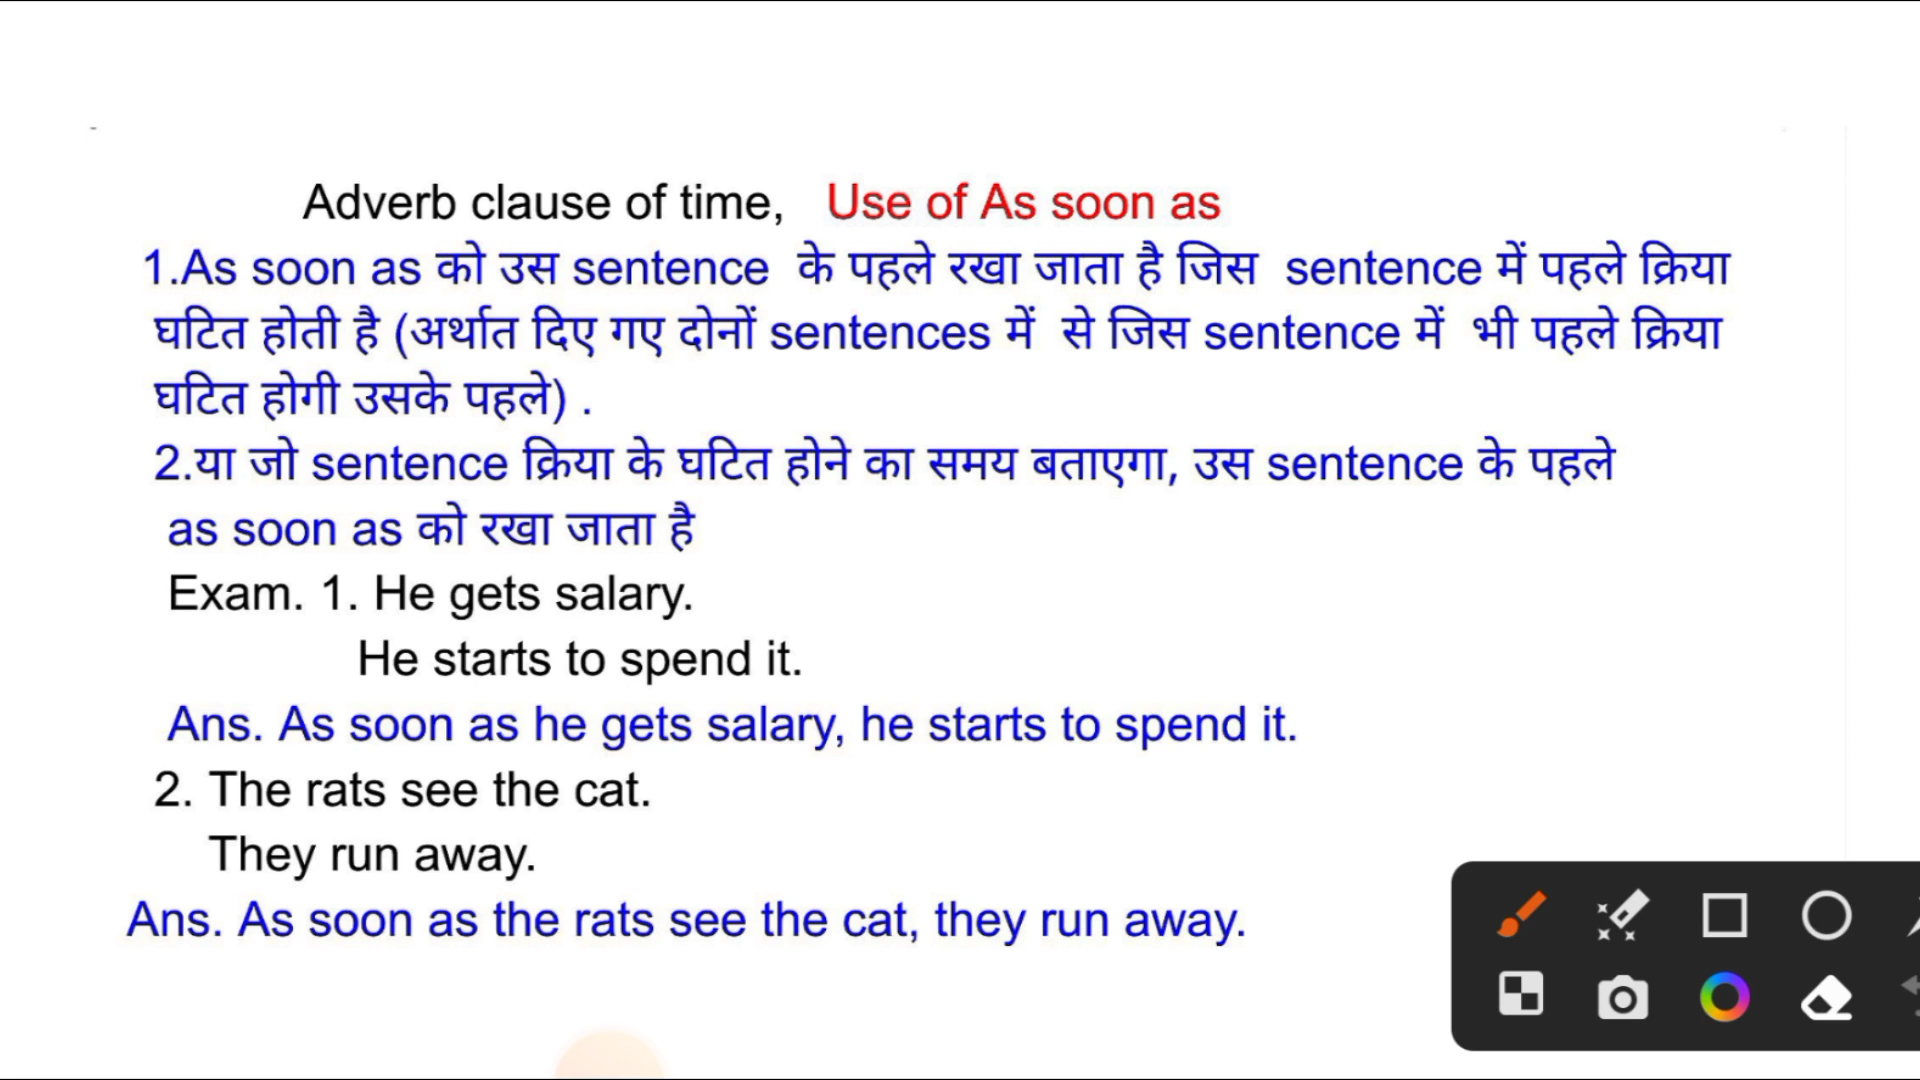 Adverb clause of time, Use of As soon as
1.As soon as को उस sentence के पहले रखा जाता है जिस sentence में पहले क्रिया
घटित होती है (अर्थात दिए गए दोनों sentences में से जिस sentence में भी पहले क्रिया
घटित होगी उसके पहले) .
2.या जो sentence क्रिया के घटित होने का समय बताएगा, उस sentence के पहले
as soon as को रखा जाता है
Exam. 1. He gets salary.
He starts to spend it.
Ans. As soon as he gets salary, he starts to spend it.
2. The rats see the cat.
They run away.
Ans. As soon as the rats see the cat, they run away.